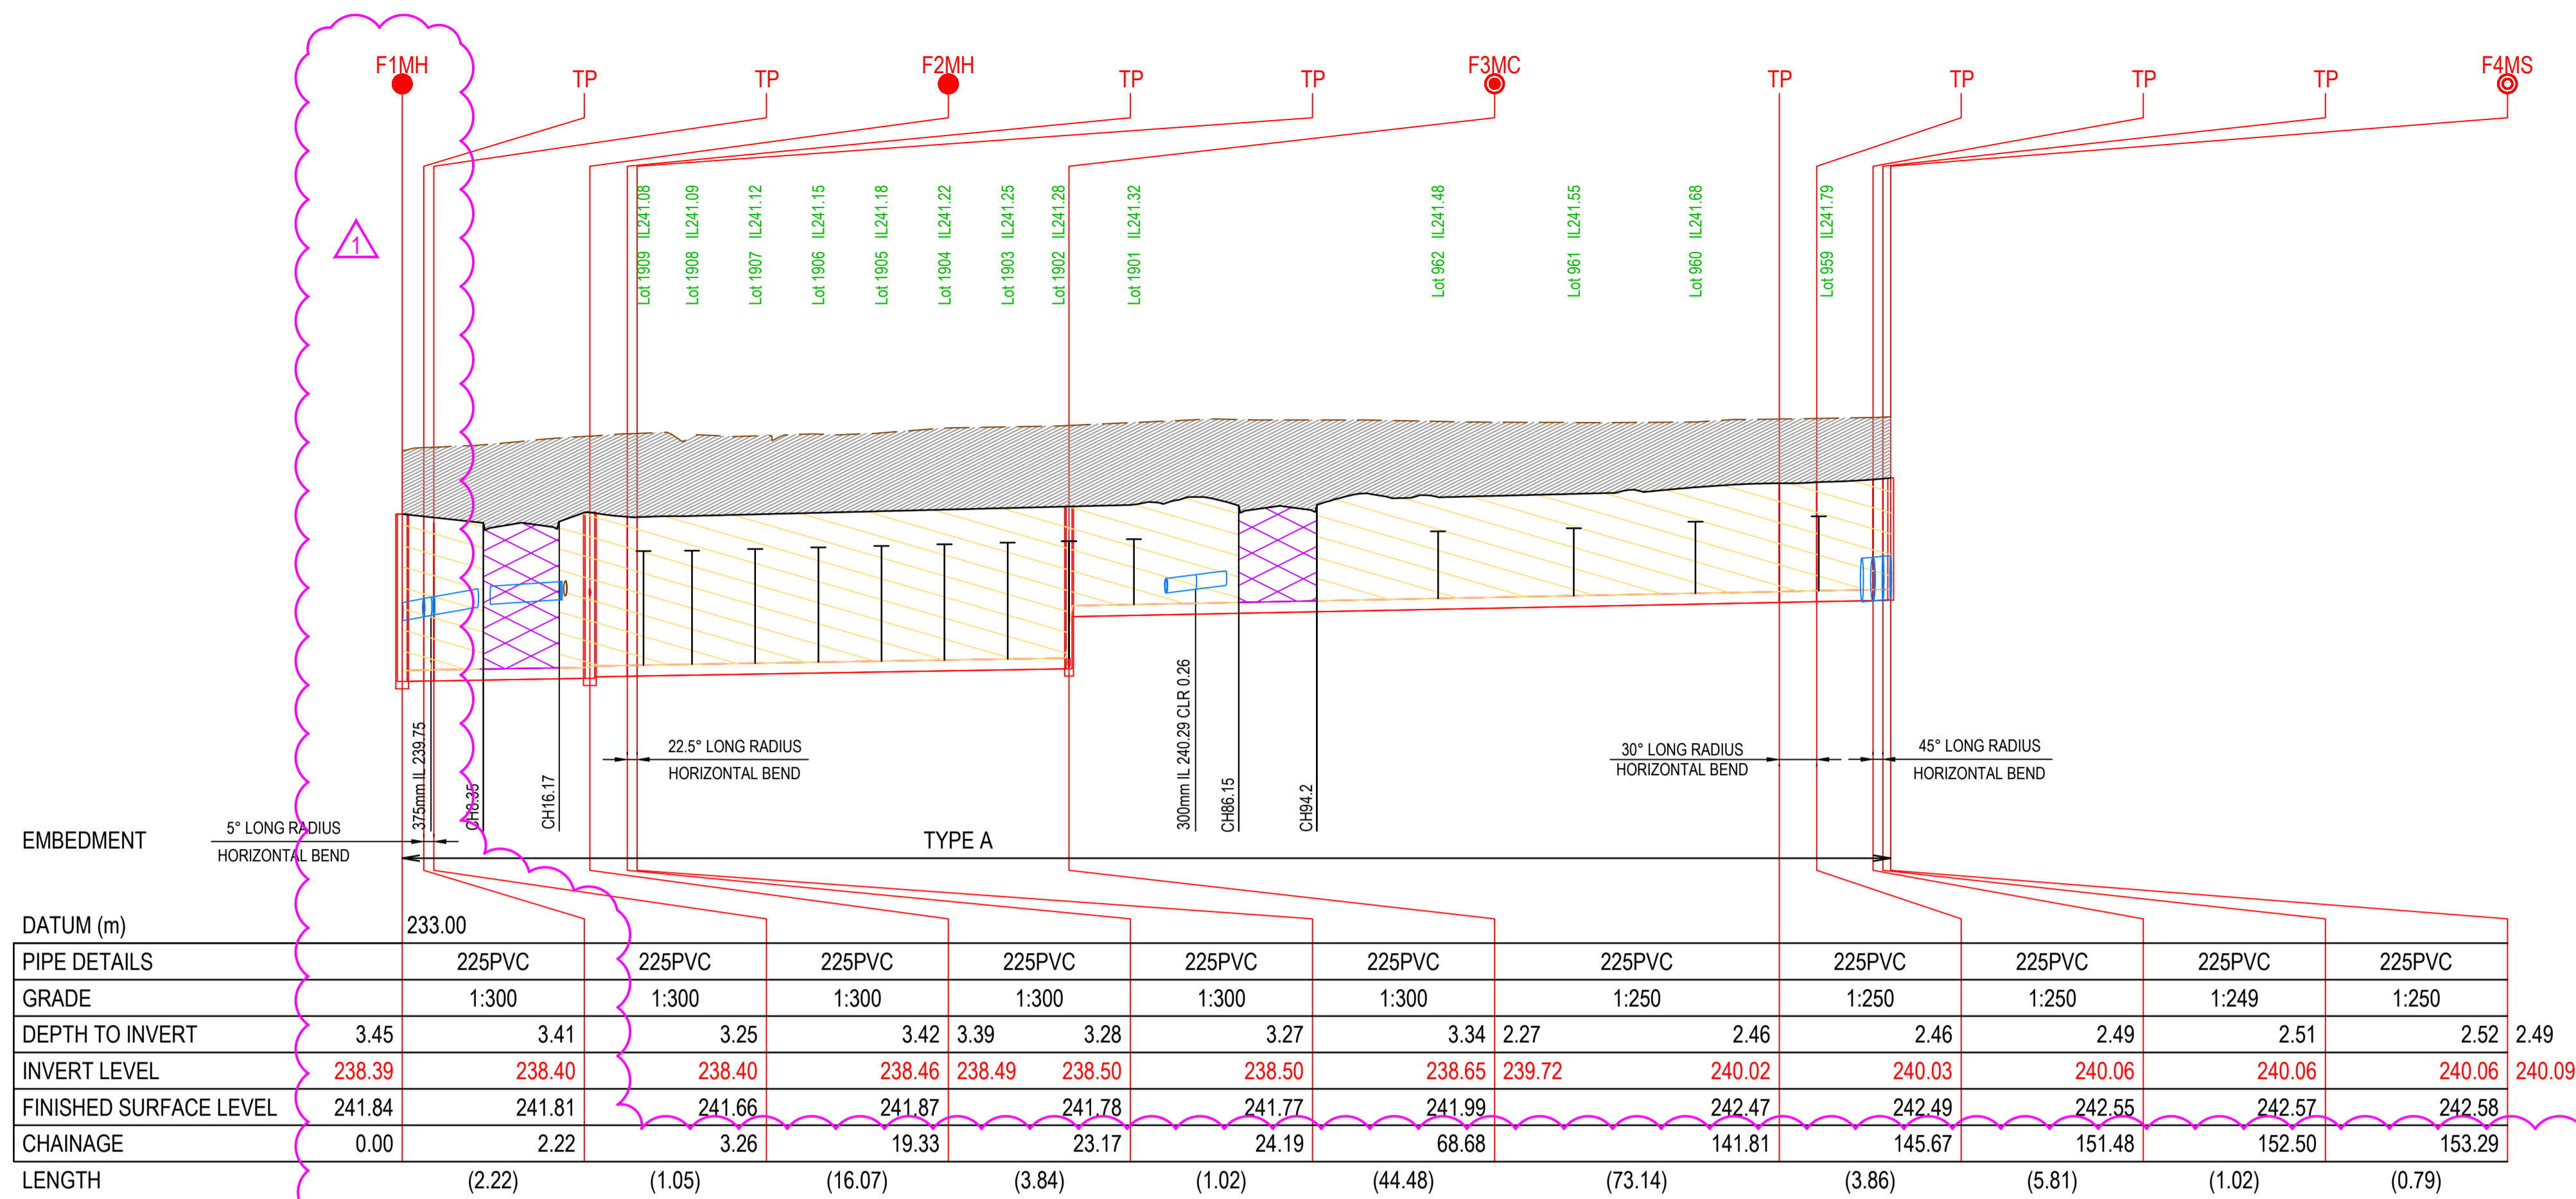 F1MH TP TP F2MH TP TP F3MC TP TP TP TP F4MS
1
Lot 1909 IL241.08
Lot 1908 IL241.09
Lot 1907 IL241.12
Lot 1906 IL241.15
Lot 1905 IL241.18
Lot 1904 IL241.22
Lot 1903 IL241.25
Lot 1902 IL241.28
Lot 1901 IL241.32
Lot 962 IL241.48
Lot 961 IL241.55
Lot 960 IL241.68
Lot 959 IL241.79
375mm IL 239.75
CH8.35
CH16.17
22.5° LONG RADIUS
HORIZONTAL BEND
300mm IL 240.29 CLR 0.26
CH86.15
CH94.2
30° LONG RADIUS
HORIZONTAL BEND
45° LONG RADIUS
HORIZONTAL BEND
5° LONG RADIUS
HORIZONTAL BEND
EMBEDMENT TYPE A
DATUM (m) 233.00
PIPE DETAILS 225PVC 225PVC 225PVC 225PVC 225PVC 225PVC 225PVC 225PVC 225PVC 225PVC 225PVC
GRADE 1:300 1:300 1:300 1:300 1:300 1:300 1:250 1:250 1:250 1:249 1:250
DEPTH TO INVERT 3.45 3.41 3.25 3.42 3.39 3.28 3.27 3.34 2.27 2.46 2.46 2.49 2.51 2.52 2.49
INVERT LEVEL 238.39 238.40 238.40 238.46 238.49 238.50 238.50 238.65 239.72 240.02 240.03 240.06 240.06 240.06 240.09
FINISHED SURFACE LEVEL 241.84 241.81 241.66 241.87 241.78 241.77 241.99 242.47 242.49 242.55 242.57 242.58
CHAINAGE 0.00 2.22 3.26 19.33 23.17 24.19 68.68 141.81 145.67 151.48 152.50 153.29
LENGTH (2.22) (1.05) (16.07) (3.84) (1.02) (44.48) (73.14) (3.86) (5.81) (1.02) (0.79)